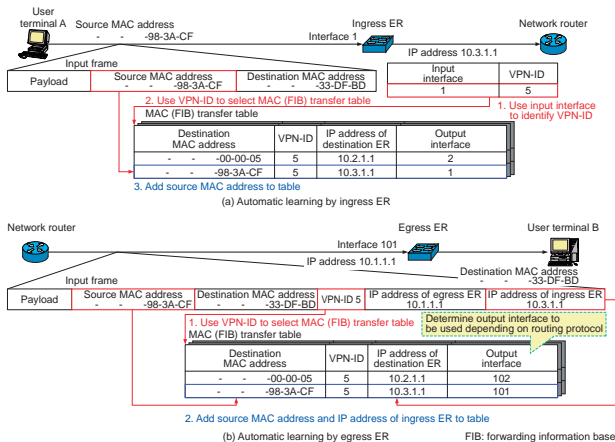 User
terminal A
Source MAC address
- - -98-3A-CF
Interface 1
Ingress ER
IP address 10.3.1.1
Network router
Input frame
Payload
Source MAC address
- - -98-3A-CF
Destination MAC address
- - -33-DF-BD
Input
interface
VPN-ID
1
5
1. Use input interface
to identify VPN-ID
2. Use VPN-ID to select MAC (FIB) transfer table
MAC (FIB) transfer table
Destination
MAC address
VPN-ID
IP address of
destination ER
Output
interface
- - -00-00-05 5 10.2.1.1 2
- - -98-3A-CF 5 10.3.1.1 1
3. Add source MAC address to table
(a) Automatic learning by ingress ER
Network router
Interface 101
IP address 10.1.1.1
Egress ER
User terminal B
Destination MAC address
- - -33-DF-BD
Input frame
Payload
Source MAC address
- - -98-3A-CF
Destination MAC address
- - -33-DF-BD
VPN-ID 5
IP address of egress ER
10.1.1.1
IP address of ingress ER
10.3.1.1
1. Use VPN-ID to select MAC (FIB) transfer table
MAC (FIB) transfer table
Determine output interface to
be used depending on routing protocol
Destination
MAC address
VPN-ID
IP address of
destination ER
Output
interface
- - -00-00-05 5 10.2.1.1 102
- - -98-3A-CF 5 10.3.1.1 101
2. Add source MAC address and IP address of ingress ER to table
(b) Automatic learning by egress ER
FIB: forwarding information base